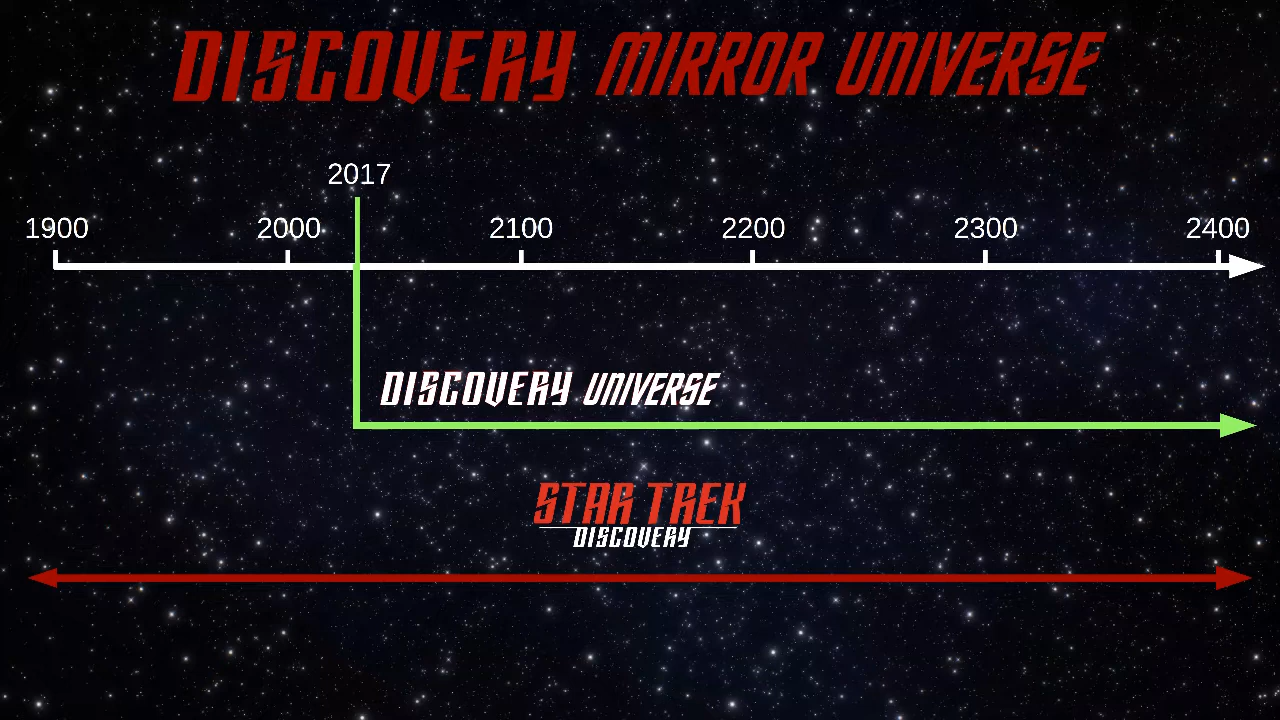 DISCOVERY MIRROR UNIVERSE
2017
1900 2000 2100 2200 2300 2400
DISCOVERY UNIVERSE
STAR TREK
DISCOVERY